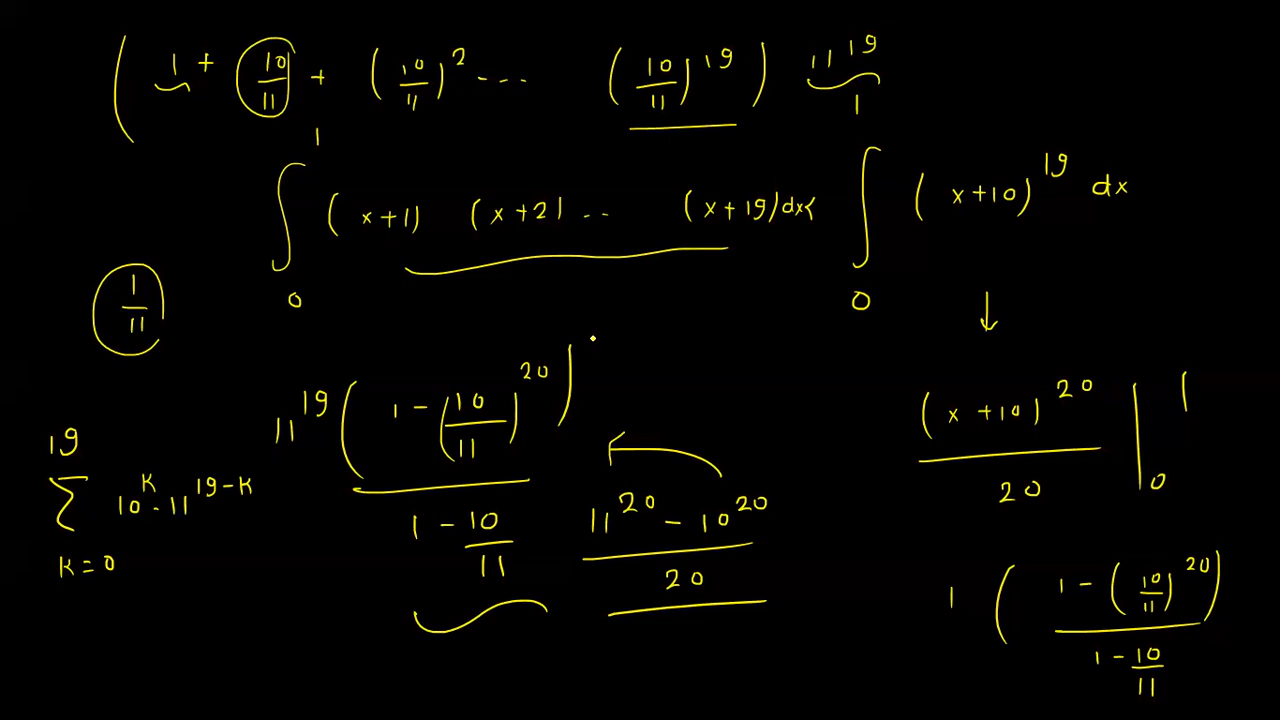 ( 1 + 10/11 + (10/11)^2 --- (10/11)^19 ) 11^19
∫_0^1 (x+1) (x+2) .. (x+19)dx < ∫_0^1 (x+10)^19 dx
1/11
↓
11^19 ( (1 - (10/11)^20) / (1 - 10/11) )
(x+10)^20 / 20 |_0^1
∑_{k=0}^{19} 10^k . 11^{19-k}
(11^20 - 10^20) / 20
1 ( (1 - (10/11)^20) / (1 - 10/11) )